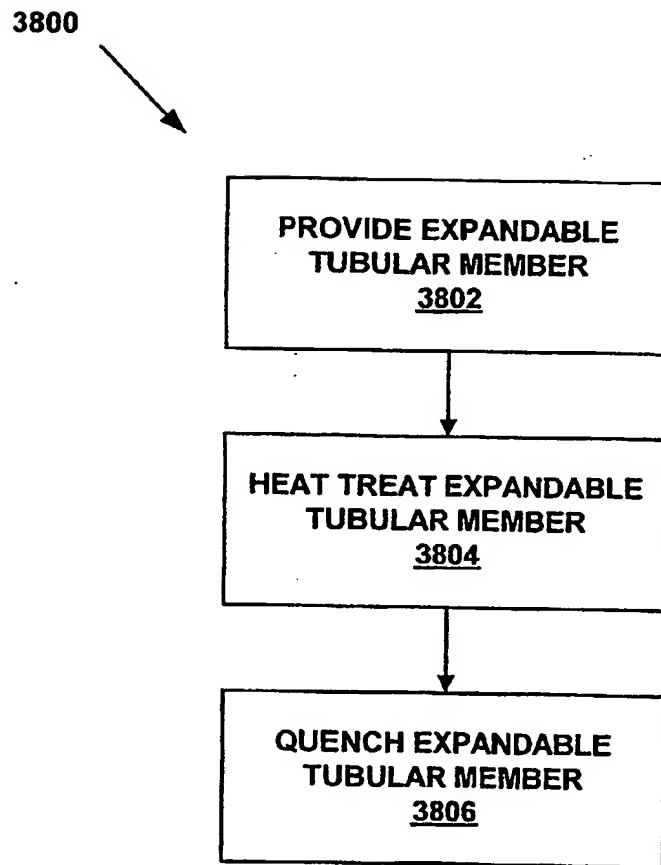 3800
PROVIDE EXPANDABLE
TUBULAR MEMBER
3802
HEAT TREAT EXPANDABLE
TUBULAR MEMBER
3804
QUENCH EXPANDABLE
TUBULAR MEMBER
3806